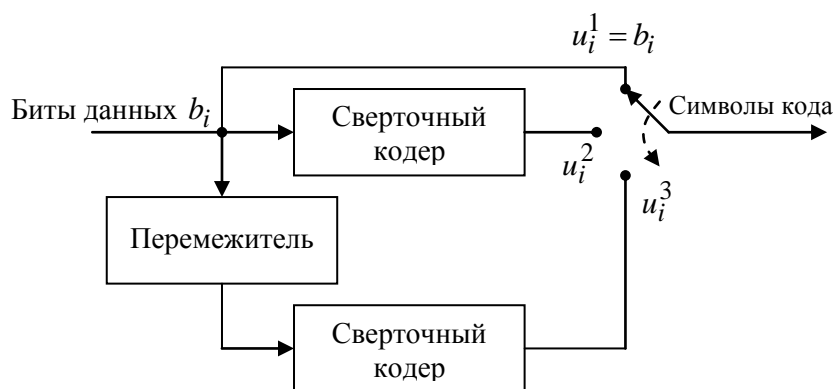 u_i^1 = b_i
Биты данных b_i
Сверточный
кодер
Символы кода
u_i^2
u_i^3
Перемежитель
Сверточный
кодер